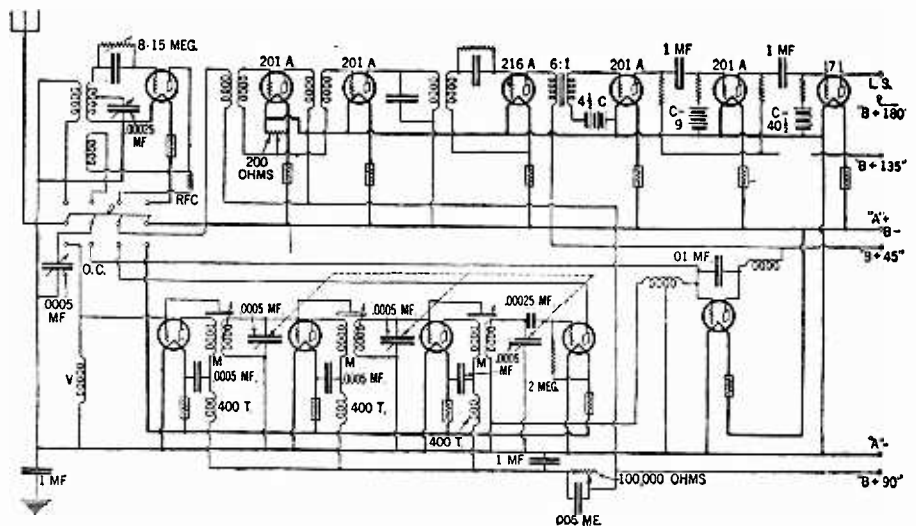 8-15 MEG.
.00025
MF
RFC
201 A
201 A
200
OHMS
216 A
6:1
4½ C
201 A
1 MF
C-
9
201 A
1 MF
C=
40½
171
L.S.
"B+180"
"B+135"
"A"+
B-
"B+45"
O.C.
.0005
MF
V
1 MF
.0005 MF.
M
.0005 MF.
400 T.
.0005 MF.
M
.0005 MF.
400 T.
M
.0005
MF
400 T.
.00025 MF.
2 MEG.
01 MF
"A"-
1 MF
100,000 OHMS
"B+90"
.005 MF.